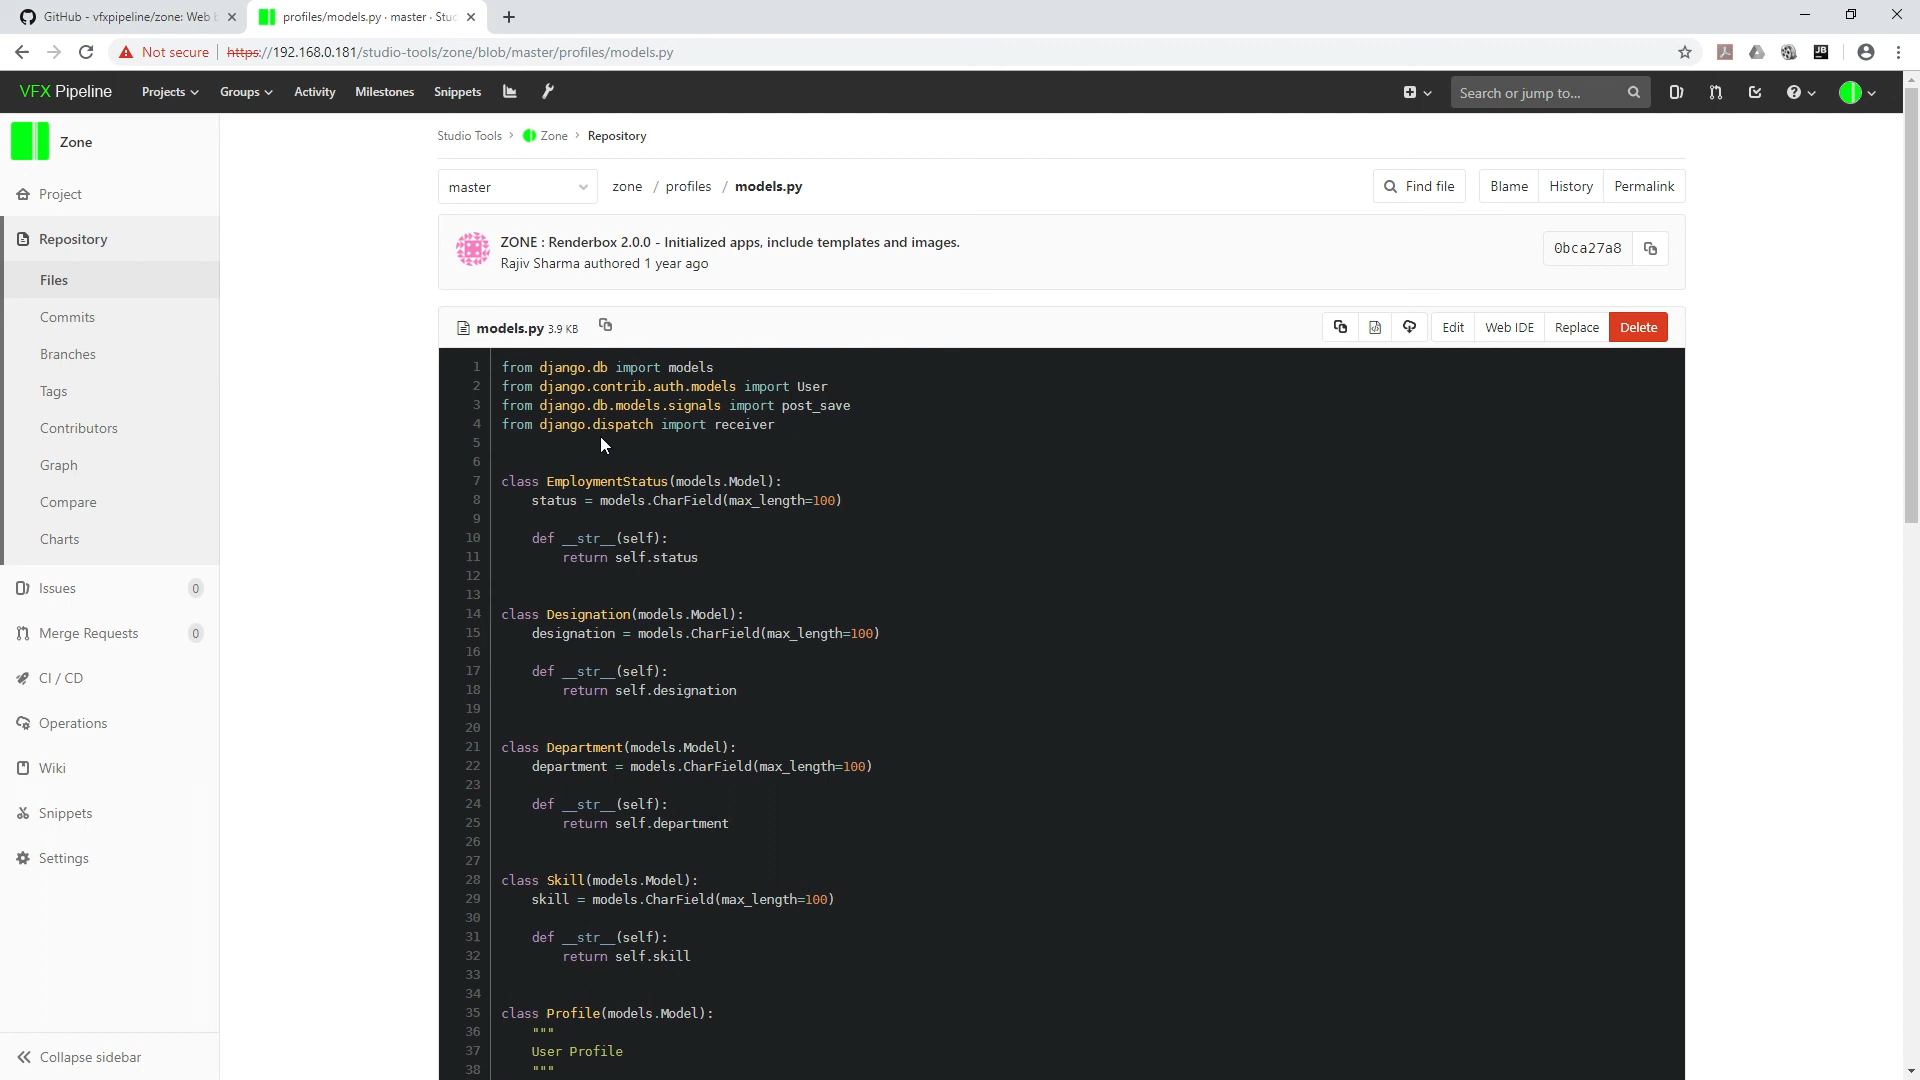 GitHub - vfxpipeline/zone: Web b
profiles/models.py · master · Stud
Not secure
https://192.168.0.181/studio-tools/zone/blob/master/profiles/models.py
VFX Pipeline
Projects
Groups
Activity
Milestones
Snippets
Search or jump to...
Zone
Project
Repository
Files
Commits
Branches
Tags
Contributors
Graph
Compare
Charts
Issues
0
Merge Requests
0
CI / CD
Operations
Wiki
Snippets
Settings
Collapse sidebar
Studio Tools > Zone > Repository
master
zone / profiles / models.py
Find file
Blame
History
Permalink
ZONE : Renderbox 2.0.0 - Initialized apps, include templates and images.
Rajiv Sharma authored 1 year ago
0bca27a8
models.py 3.9 KB
Edit
Web IDE
Replace
Delete
1 from django.db import models
2 from django.contrib.auth.models import User
3 from django.db.models.signals import post_save
4 from django.dispatch import receiver
5
6
7 class EmploymentStatus(models.Model):
8 status = models.CharField(max_length=100)
9
10 def __str__(self):
11 return self.status
12
13
14 class Designation(models.Model):
15 designation = models.CharField(max_length=100)
16
17 def __str__(self):
18 return self.designation
19
20
21 class Department(models.Model):
22 department = models.CharField(max_length=100)
23
24 def __str__(self):
25 return self.department
26
27
28 class Skill(models.Model):
29 skill = models.CharField(max_length=100)
30
31 def __str__(self):
32 return self.skill
33
34
35 class Profile(models.Model):
36 """
37 User Profile
38 """